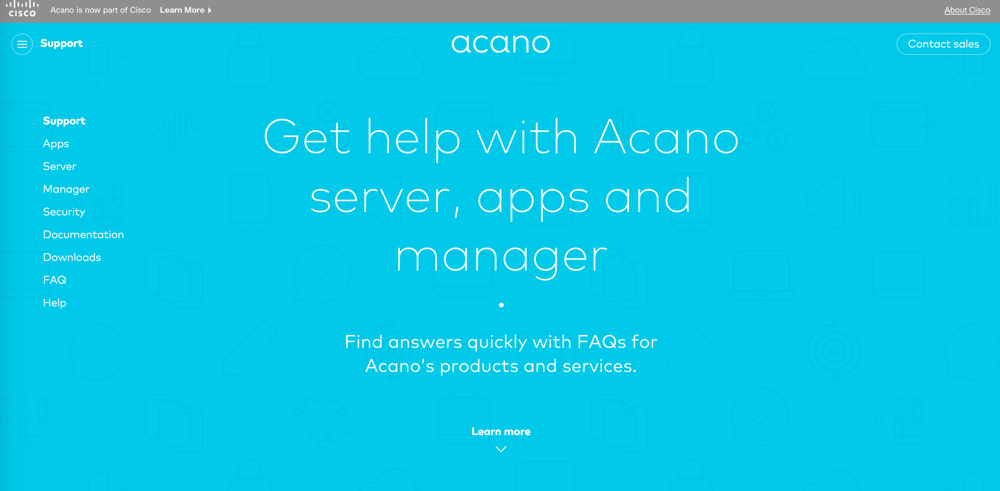 CISCO
Acano is now part of Cisco Learn More
About Cisco
Support
acano
Contact sales
Support
Apps
Server
Manager
Security
Documentation
Downloads
FAQ
Help
Get help with Acano
server, apps and
manager
Find answers quickly with FAQs for
Acano's products and services.
Learn more